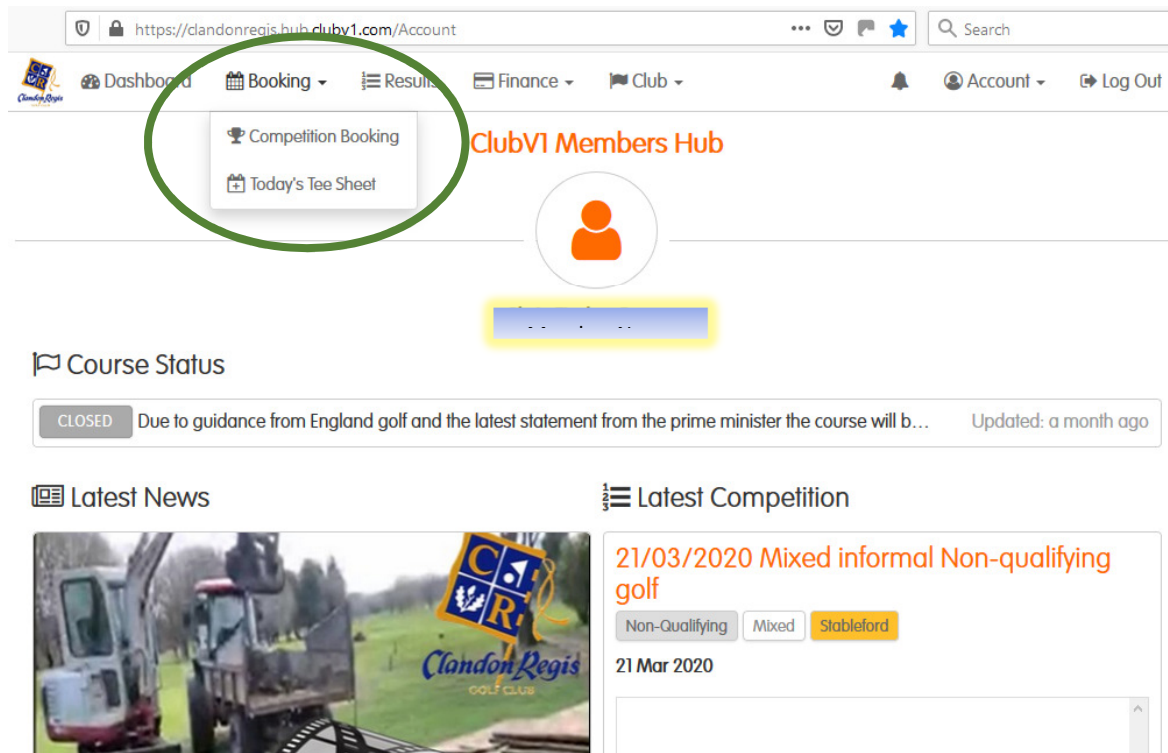 https://clandonregis.hub.clubv1.com/Account
Search
Clandon Regis
Dashboard Booking Results Finance Club Account Log Out
Competition Booking
Today's Tee Sheet
ClubV1 Members Hub
Course Status
CLOSED Due to guidance from England golf and the latest statement from the prime minister the course will b... Updated: a month ago
Latest News
Latest Competition
C
R
Clandon Regis
GOLF CLUB
21/03/2020 Mixed informal Non-qualifying
golf
Non-Qualifying Mixed Stableford
21 Mar 2020